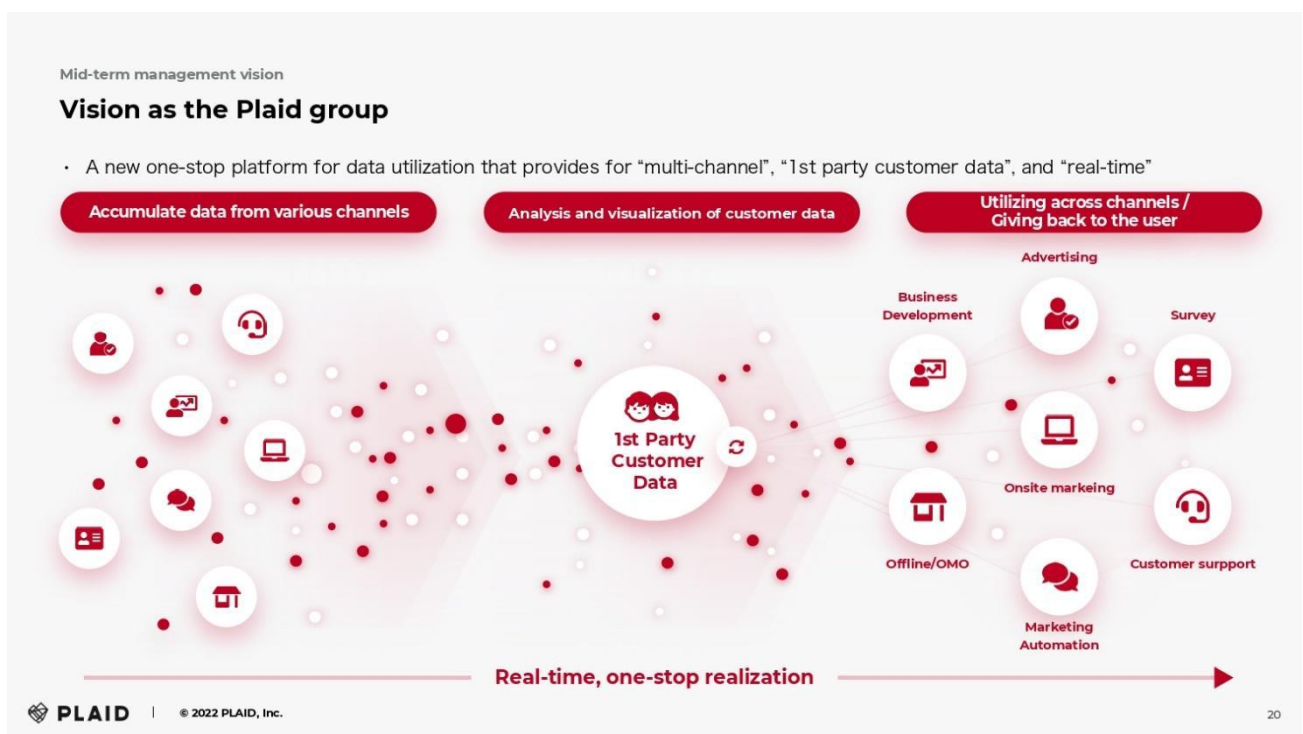 Mid-term management vision
Vision as the Plaid group
・ A new one-stop platform for data utilization that provides for “multi-channel”, “1st party customer data”, and “real-time”
Accumulate data from various channels
Analysis and visualization of customer data
Utilizing across channels /
Giving back to the user
Advertising
Business
Development
Survey
1st Party
Customer
Data
Onsite markeing
Offline/OMO
Customer surpport
Marketing
Automation
Real-time, one-stop realization
PLAID | © 2022 PLAID, Inc.
20